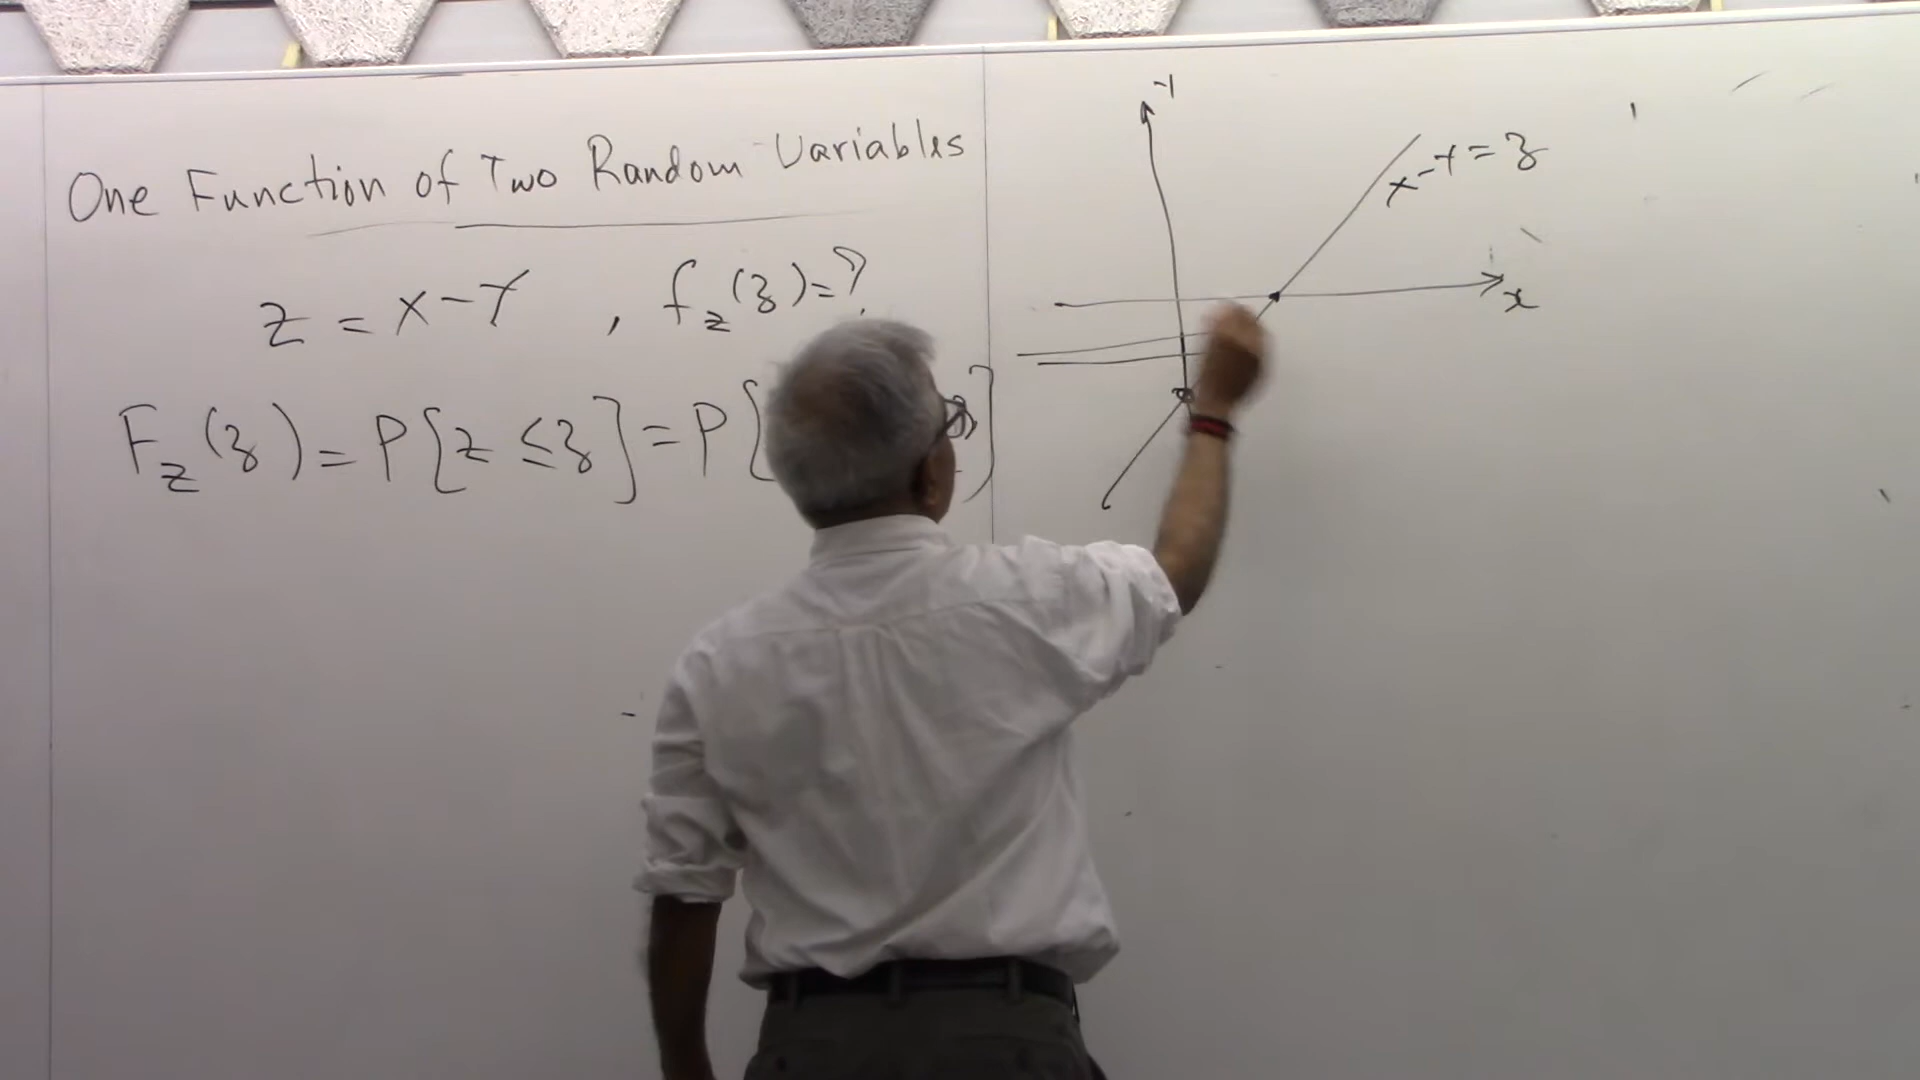 One Function of Two Random Variables
Z = X - Y , f_Z(z) = ?
F_Z(z) = P[Z ≤ z] = P[
Y
x - y = z
x